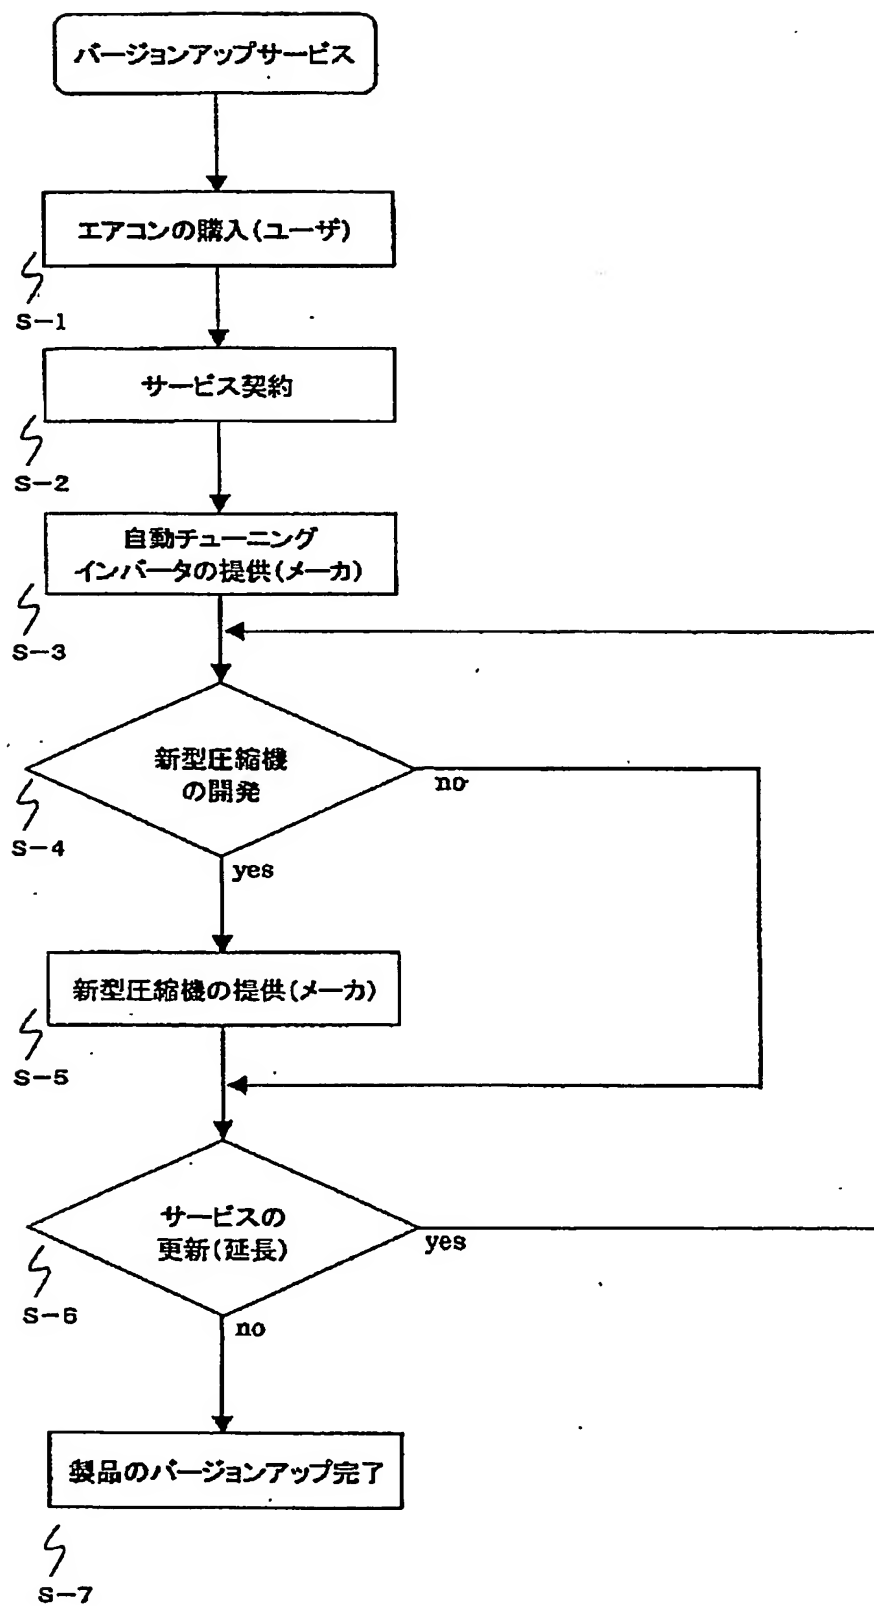 バージョンアップサービス
エアコンの購入(ユーザ)
S-1
サービス契約
S-2
自動チューニング
インバータの提供(メーカ)
S-3
新型圧縮機
の開発
no
S-4
yes
新型圧縮機の提供(メーカ)
S-5
サービスの
更新(延長)
yes
S-6
no
製品のバージョンアップ完了
S-7